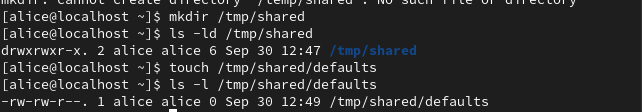 mkdir: cannot create directory '/tmp/shared': No such file or directory
[alice@localhost ~]$ mkdir /tmp/shared
[alice@localhost ~]$ ls -ld /tmp/shared
drwxrwxr-x. 2 alice alice 6 Sep 30 12:47 /tmp/shared
[alice@localhost ~]$ touch /tmp/shared/defaults
[alice@localhost ~]$ ls -l /tmp/shared/defaults
-rw-rw-r--. 1 alice alice 0 Sep 30 12:49 /tmp/shared/defaults